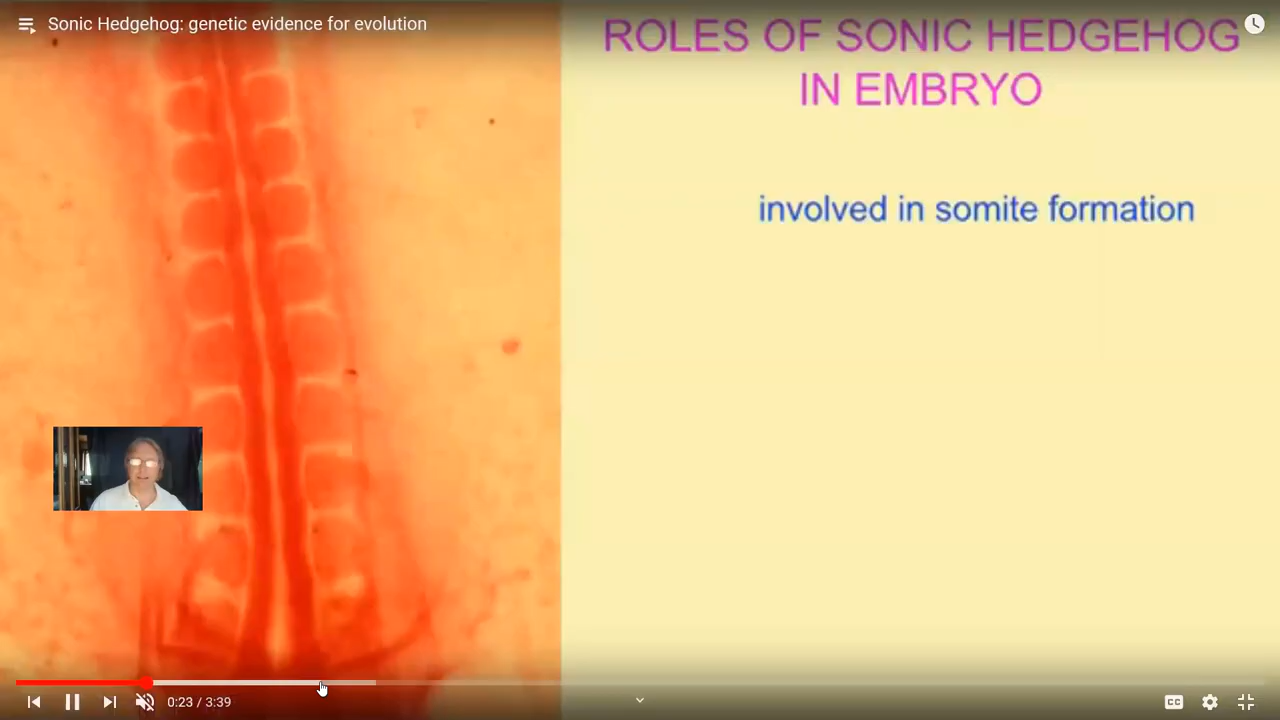 Sonic Hedgehog: genetic evidence for evolution
ROLES OF SONIC HEDGEHOG
IN EMBRYO
involved in somite formation
0:23 / 3:39
CC